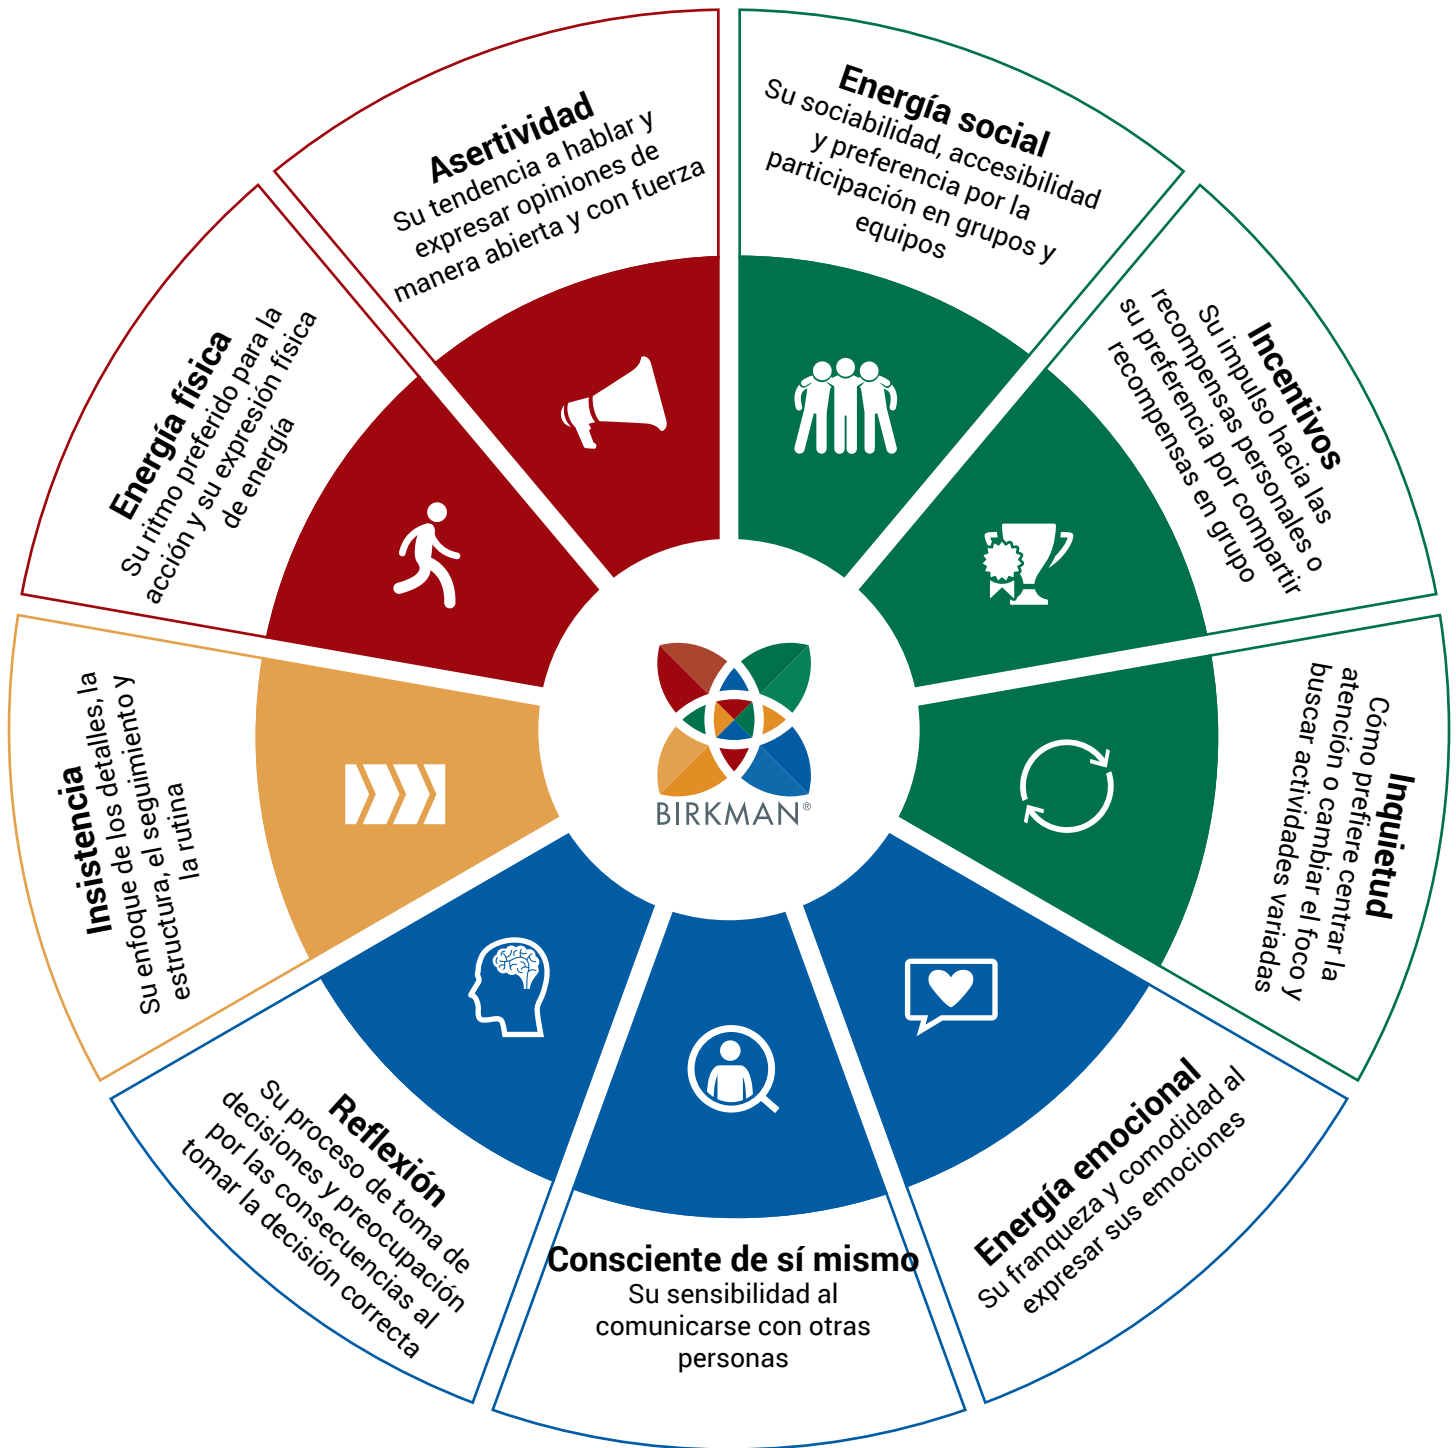 Energía social
Su sociabilidad, accesibilidad
y preferencia por la
participación en grupos y
equipos
Incentivos
Su impulso hacia las
recompensas personales o
su preferencia por compartir
recompensas en grupo
Inquietud
Cómo prefiere centrar la
atención o cambiar el foco y
buscar actividades variadas
Energía emocional
Su franqueza y comodidad al
expresar sus emociones
Consciente de sí mismo
Su sensibilidad al
comunicarse con otras
personas
Reflexión
Su proceso de toma de
decisiones y preocupación
por las consecuencias al
tomar la decisión correcta
Insistencia
Su enfoque de los detalles, la
estructura, el seguimiento y
la rutina
Energía física
Su ritmo preferido para la
acción y su expresión física
de energía
Asertividad
Su tendencia a hablar y
expresar opiniones de
manera abierta y con fuerza
BIRKMAN®